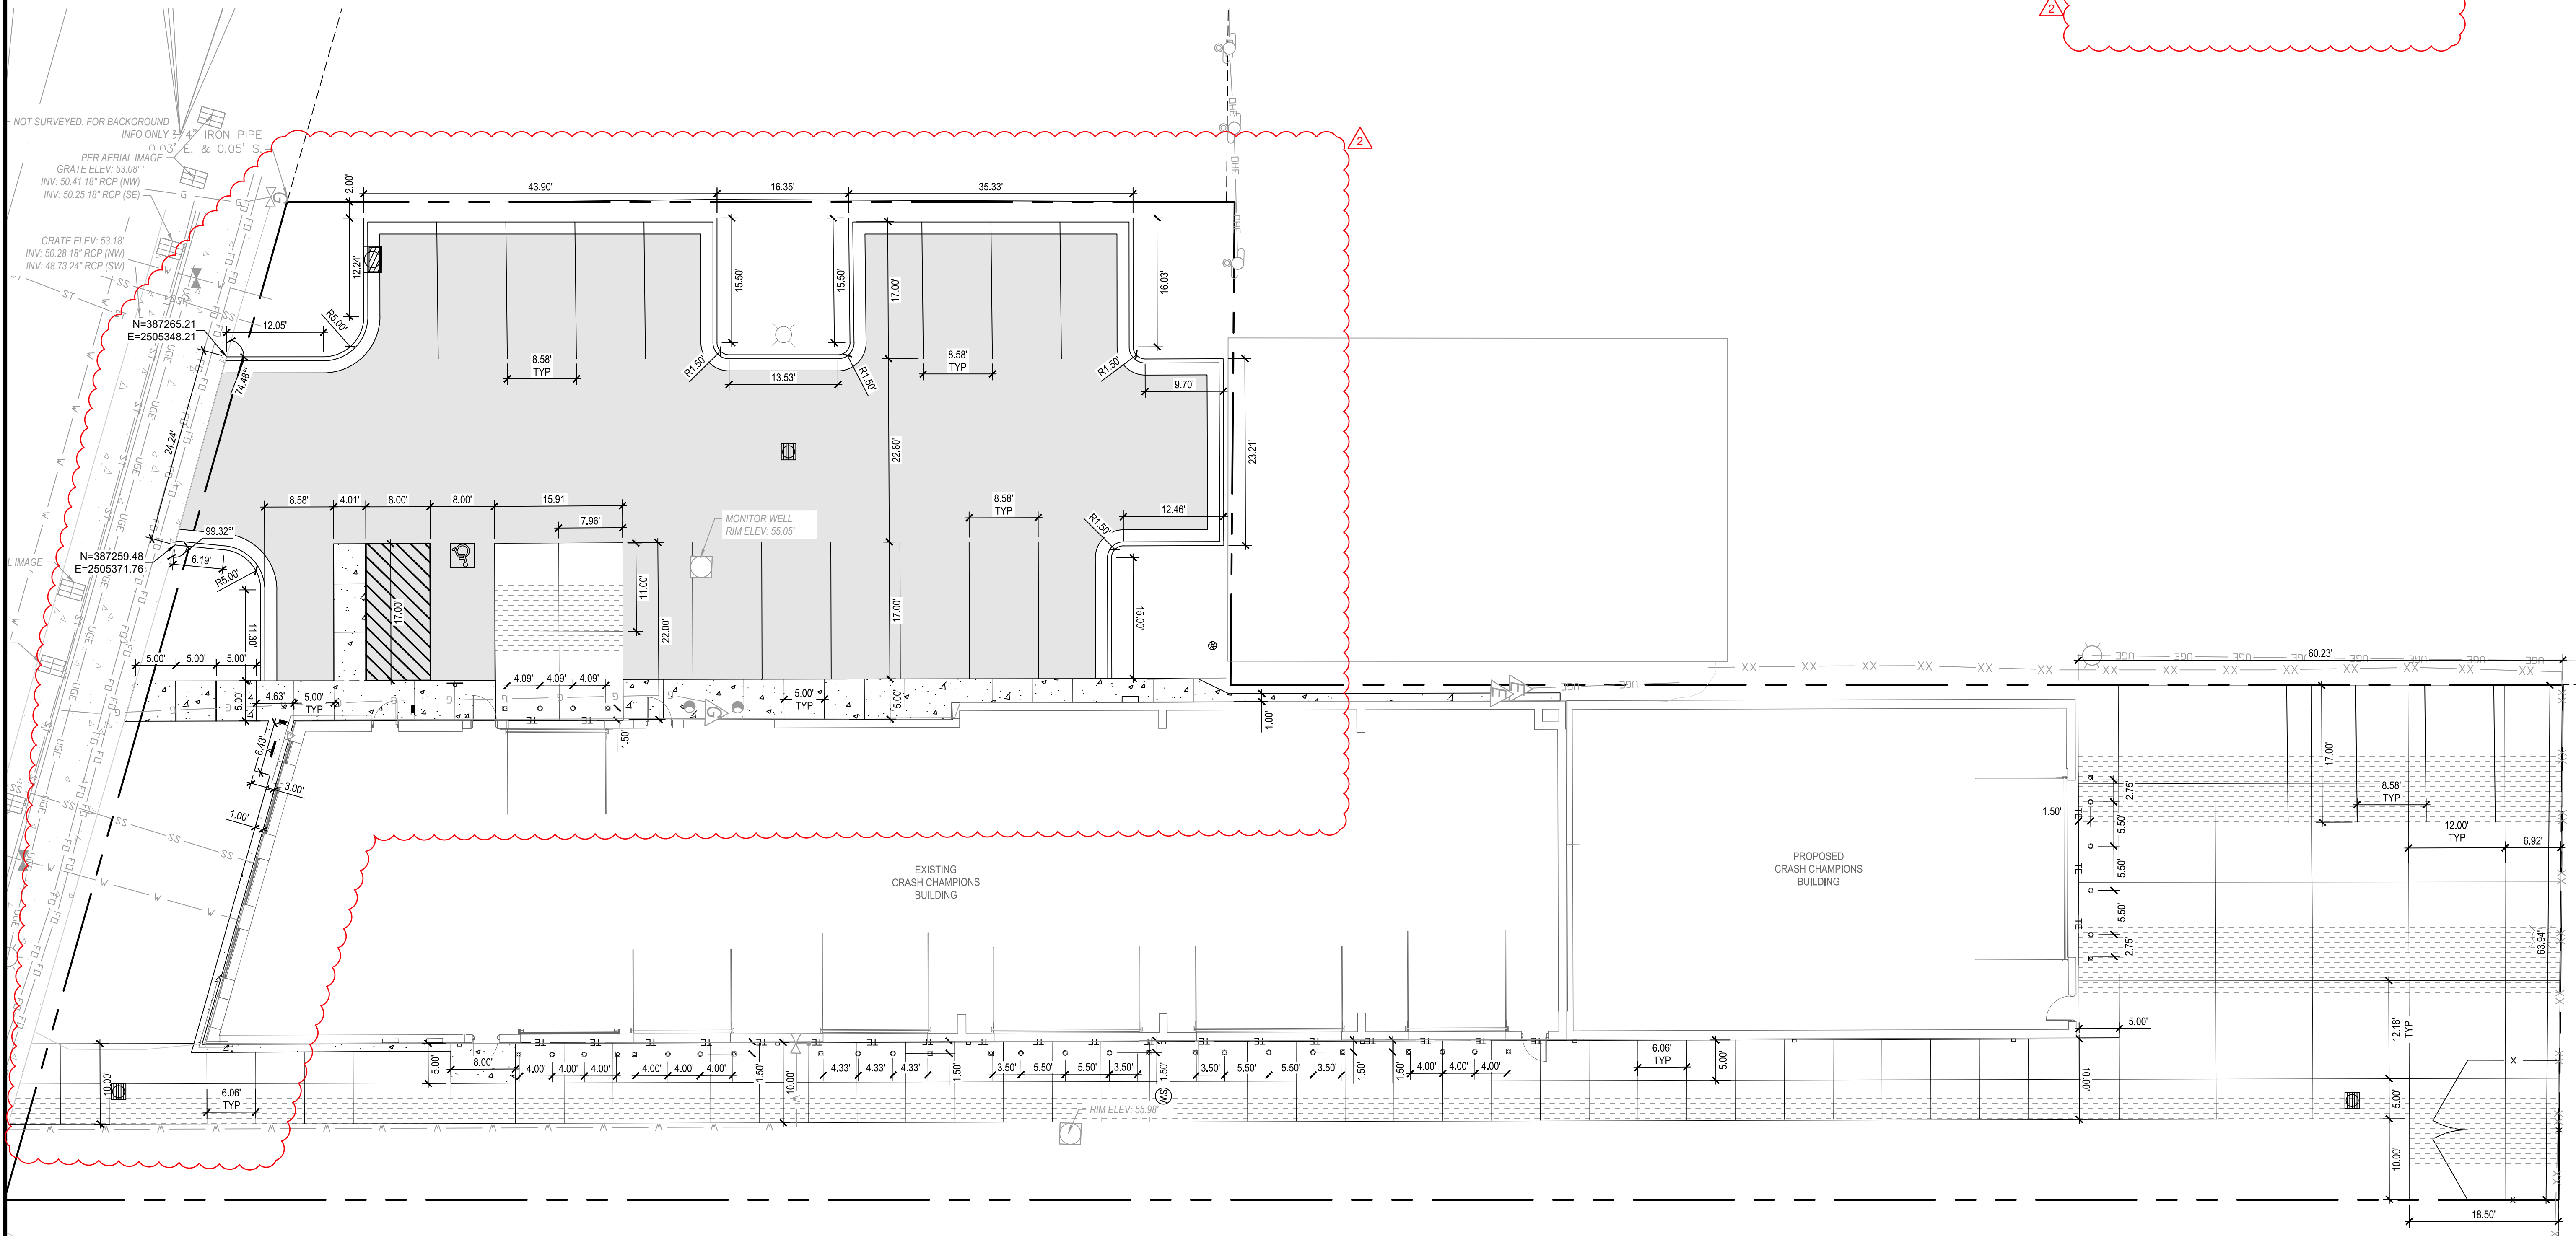 2
2
NOT SURVEYED. FOR BACKGROUND
INFO ONLY 3/4" IRON PIPE
0.03' E. & 0.05' S.
PER AERIAL IMAGE
GRATE ELEV: 53.08'
INV: 50.41 18" RCP (NW)
INV: 50.25 18" RCP (SE)
GRATE ELEV: 53.18'
INV: 50.28 18" RCP (NW)
INV: 48.73 24" RCP (SW)
N=387265.21
E=2505348.21
12.05'
R5.00'
74.48"
24.24'
2.00'
43.90'
16.35'
35.33'
12.24'
15.50'
15.50'
17.00'
16.03'
8.58'
TYP
R1.50'
13.53'
R1.50'
8.58'
TYP
R1.50'
9.70'
22.80'
23.21'
8.58'
4.01'
8.00'
8.00'
15.91'
7.96'
8.58'
TYP
12.46'
R1.50'
MONITOR WELL
RIM ELEV: 55.05'
99.32"
N=387259.48
E=2505371.76
6.19'
R5.00'
L IMAGE
11.30'
17.00'
11.00'
22.00'
17.00'
15.00'
5.00'
5.00'
5.00'
5.00'
4.63'
5.00'
TYP
4.09'
4.09'
4.09'
5.00'
TYP
5.00'
1.50'
1.00'
6.43'
3.00'
1.00'
60.23'
17.00'
8.58'
TYP
12.00'
TYP
6.92'
1.50'
2.75'
5.50'
5.50'
5.50'
2.75'
63.94'
EXISTING
CRASH CHAMPIONS
BUILDING
PROPOSED
CRASH CHAMPIONS
BUILDING
5.00'
12.18'
TYP
5.00'
10.00'
18.50'
10.00'
6.06'
TYP
5.00'
8.00'
4.00'
4.00'
4.00'
4.00'
4.00'
4.00'
1.50'
10.00'
4.33'
4.33'
4.33'
1.50'
3.50'
5.50'
5.50'
3.50'
1.50'
SW
3.50'
5.50'
5.50'
3.50'
1.50'
1.50'
4.00'
4.00'
4.00'
6.06'
TYP
5.00'
10.00'
RIM ELEV: 55.98'